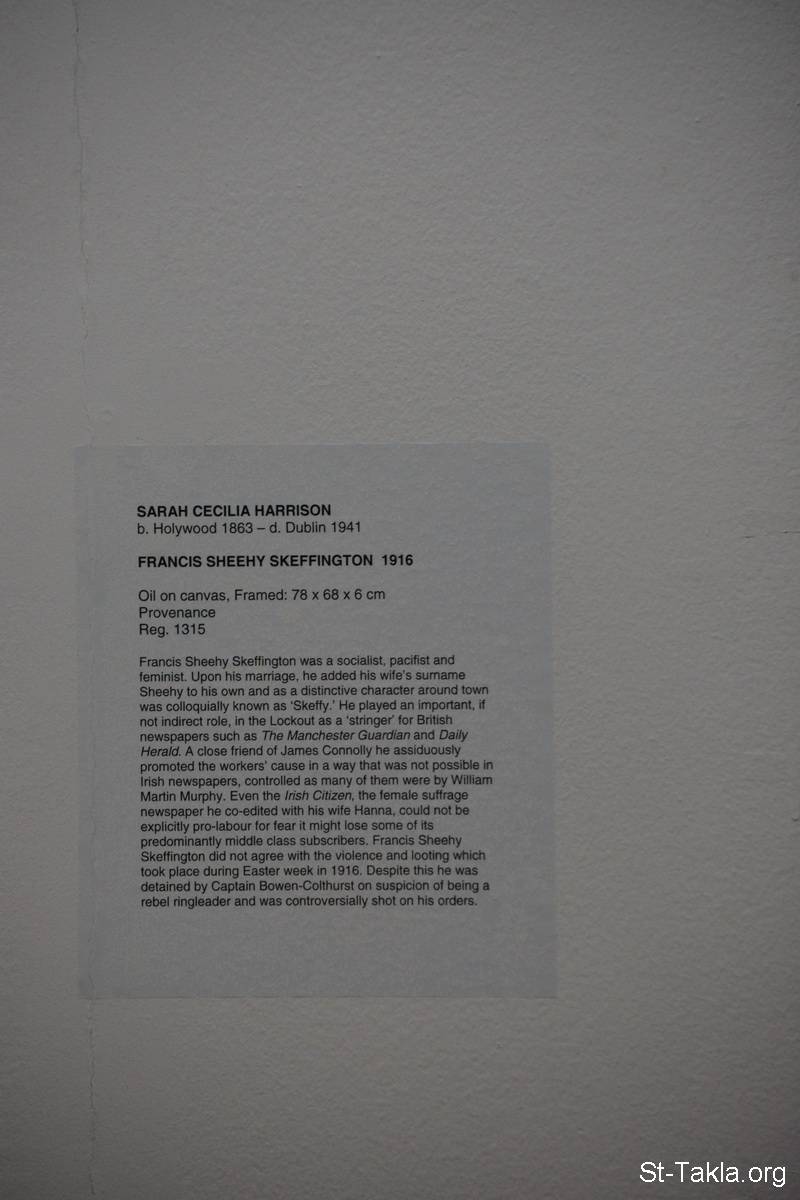 SARAH CECILIA HARRISON
b. Holywood 1863 – d. Dublin 1941
FRANCIS SHEEHY SKEFFINGTON  1916
Oil on canvas, Framed: 78 x 68 x 6 cm
Provenance
Reg. 1315
Francis Sheehy Skeffington was a socialist, pacifist and
feminist. Upon his marriage, he added his wife's surname
Sheehy to his own and as a distinctive character around town
was colloquially known as 'Skeffy.' He played an important, if
not indirect role, in the Lockout as a 'stringer' for British
newspapers such as The Manchester Guardian and Daily
Herald. A close friend of James Connolly he assiduously
promoted the workers' cause in a way that was not possible in
Irish newspapers, controlled as many of them were by William
Martin Murphy. Even the Irish Citizen, the female suffrage
newspaper he co-edited with his wife Hanna, could not be
explicitly pro-labour for fear it might lose some of its
predominantly middle class subscribers. Francis Sheehy
Skeffington did not agree with the violence and looting which
took place during Easter week in 1916. Despite this he was
detained by Captain Bowen-Colthurst on suspicion of being a
rebel ringleader and was controversially shot on his orders.
St-Takla.org